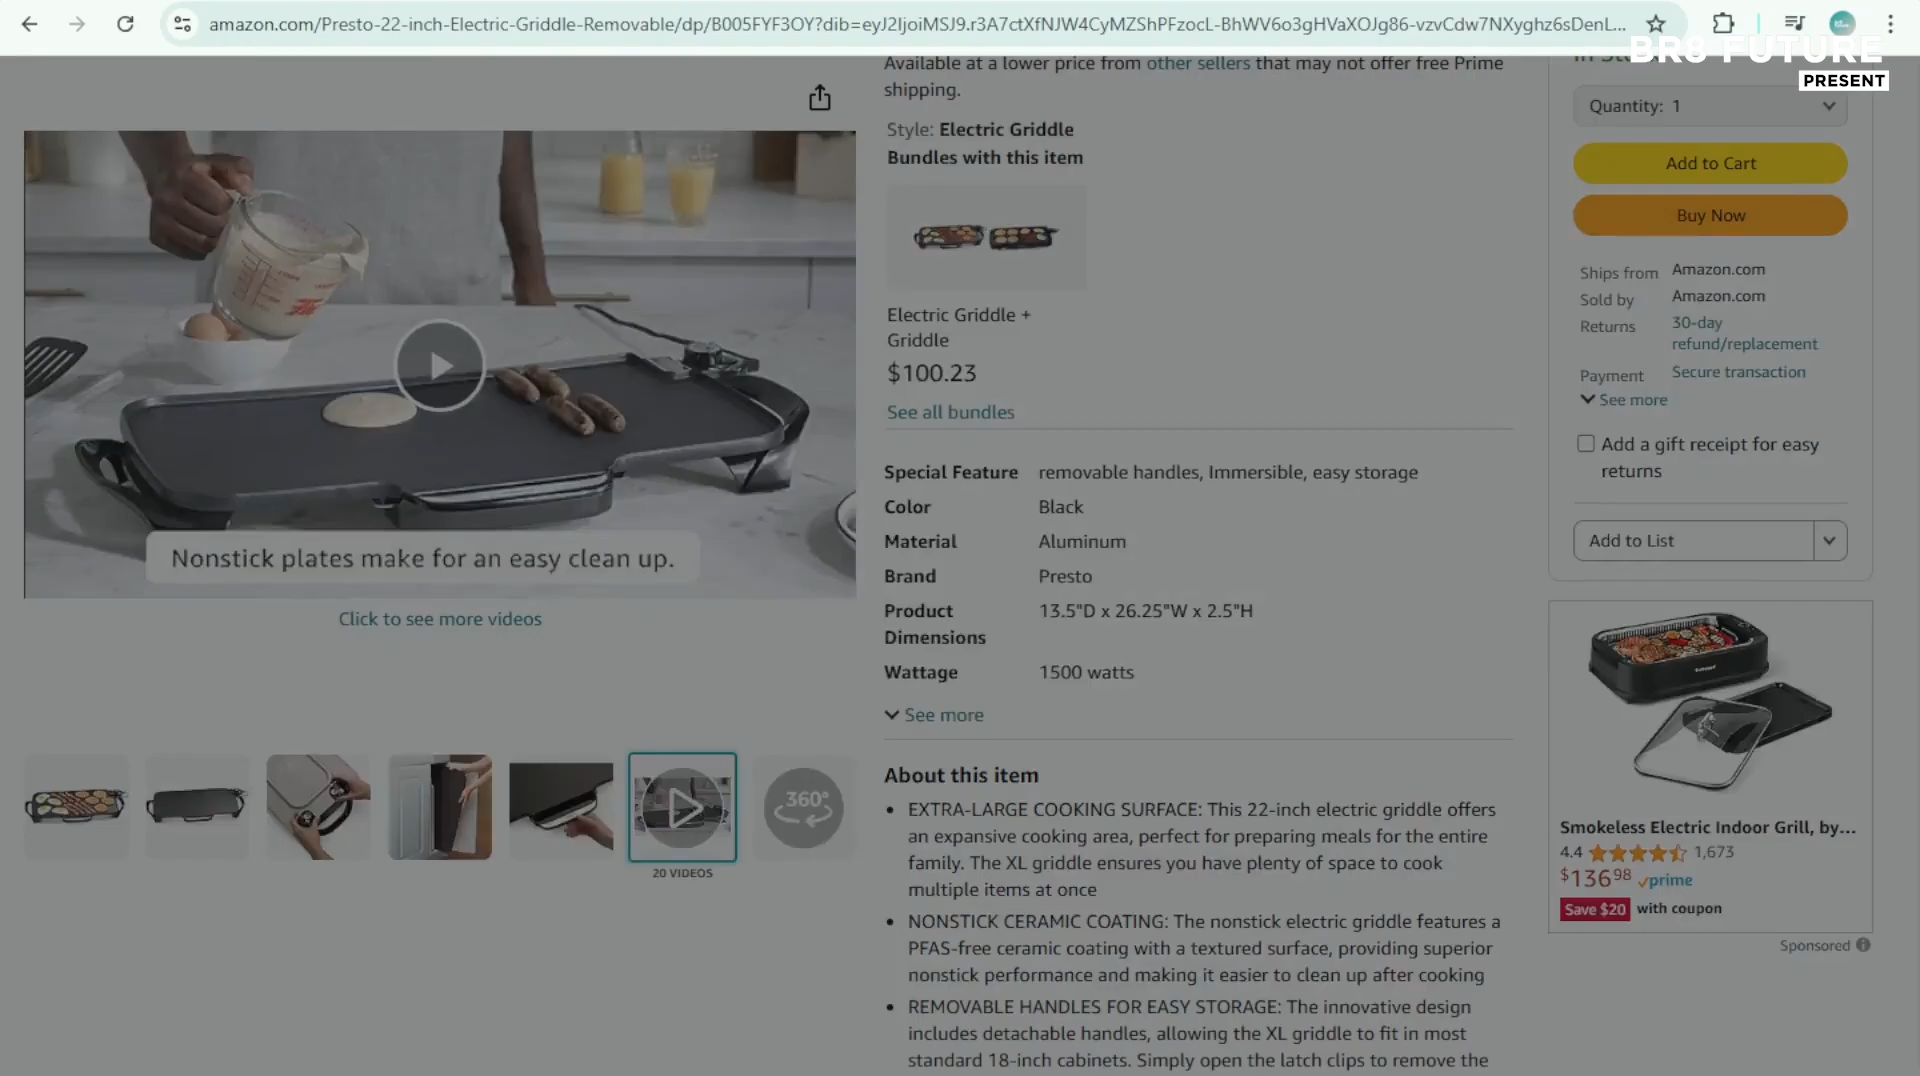 amazon.com/Presto-22-inch-Electric-Griddle-Removable/dp/B005FYF3OY?dib=eyJ2IjoiMSJ9.r3A7ctXfNJW4CyMZShPFzocL-BhWV6o3gHVaXOJg86-vzvCdw7NXyghz6sDenL...
BR8 FUTURE
PRESENT
Available at a lower price from other sellers that may not offer free Prime
shipping.
Style: Electric Griddle
Bundles with this item
Electric Griddle +
Griddle
$100.23
See all bundles
Special Feature removable handles, Immersible, easy storage
Color Black
Material Aluminum
Brand Presto
Product 13.5"D x 26.25"W x 2.5"H
Dimensions
Wattage 1500 watts
See more
About this item
• EXTRA-LARGE COOKING SURFACE: This 22-inch electric griddle offers
an expansive cooking area, perfect for preparing meals for the entire
family. The XL griddle ensures you have plenty of space to cook
multiple items at once
• NONSTICK CERAMIC COATING: The nonstick electric griddle features a
PFAS-free ceramic coating with a textured surface, providing superior
nonstick performance and making it easier to clean up after cooking
• REMOVABLE HANDLES FOR EASY STORAGE: The innovative design
includes detachable handles, allowing the XL griddle to fit in most
standard 18-inch cabinets. Simply open the latch clips to remove the
Nonstick plates make for an easy clean up.
Click to see more videos
20 VIDEOS
360°
Quantity: 1
Add to Cart
Buy Now
Ships from Amazon.com
Sold by Amazon.com
Returns 30-day
refund/replacement
Payment Secure transaction
See more
Add a gift receipt for easy
returns
Add to List
Smokeless Electric Indoor Grill, by...
4.4 1,673
$136.98 prime
Save $20 with coupon
Sponsored